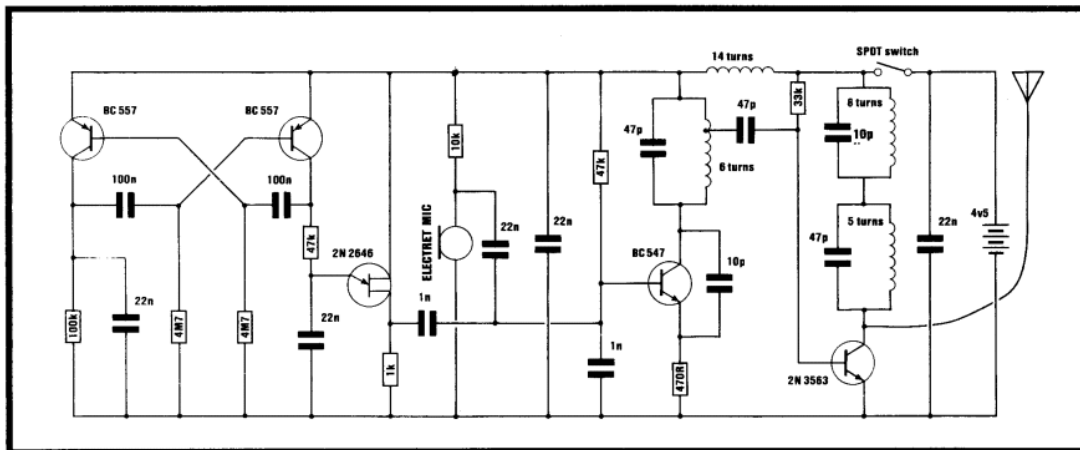 14 turns
SPDT switch
BC 557
BC 557
47p
33k
8 turns
10p
10k
47p
47k
6 turns
100n
100n
47k
2N 2646
ELECTRET MIC
22n
22n
5 turns
47p
22n
4v5
BC 547
10p
1n
22n
100k
4M7
4M7
22n
1k
1n
470R
2N 3563